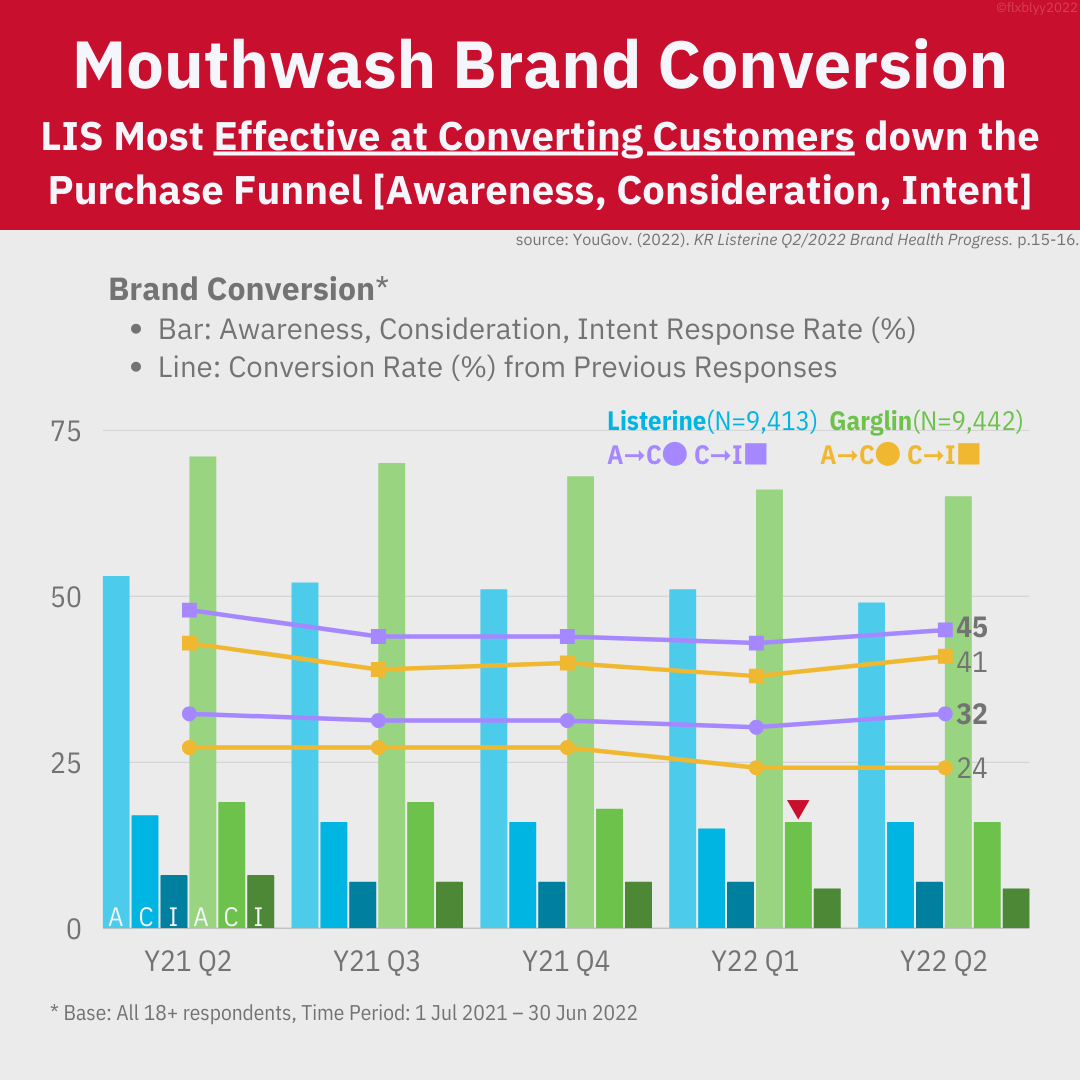 ©flxblyy2022
Mouthwash Brand Conversion
LIS Most Effective at Converting Customers down the
Purchase Funnel [Awareness, Consideration, Intent]
source: YouGov. (2022). KR Listerine Q2/2022 Brand Health Progress. p.15-16.
Brand Conversion*
• Bar: Awareness, Consideration, Intent Response Rate (%)
• Line: Conversion Rate (%) from Previous Responses
Listerine(N=9,413) Garglin(N=9,442)
A→C C→I A→C C→I
75
50
25
0
45
41
32
24
A C I A C I
Y21 Q2 Y21 Q3 Y21 Q4 Y22 Q1 Y22 Q2
* Base: All 18+ respondents, Time Period: 1 Jul 2021 – 30 Jun 2022